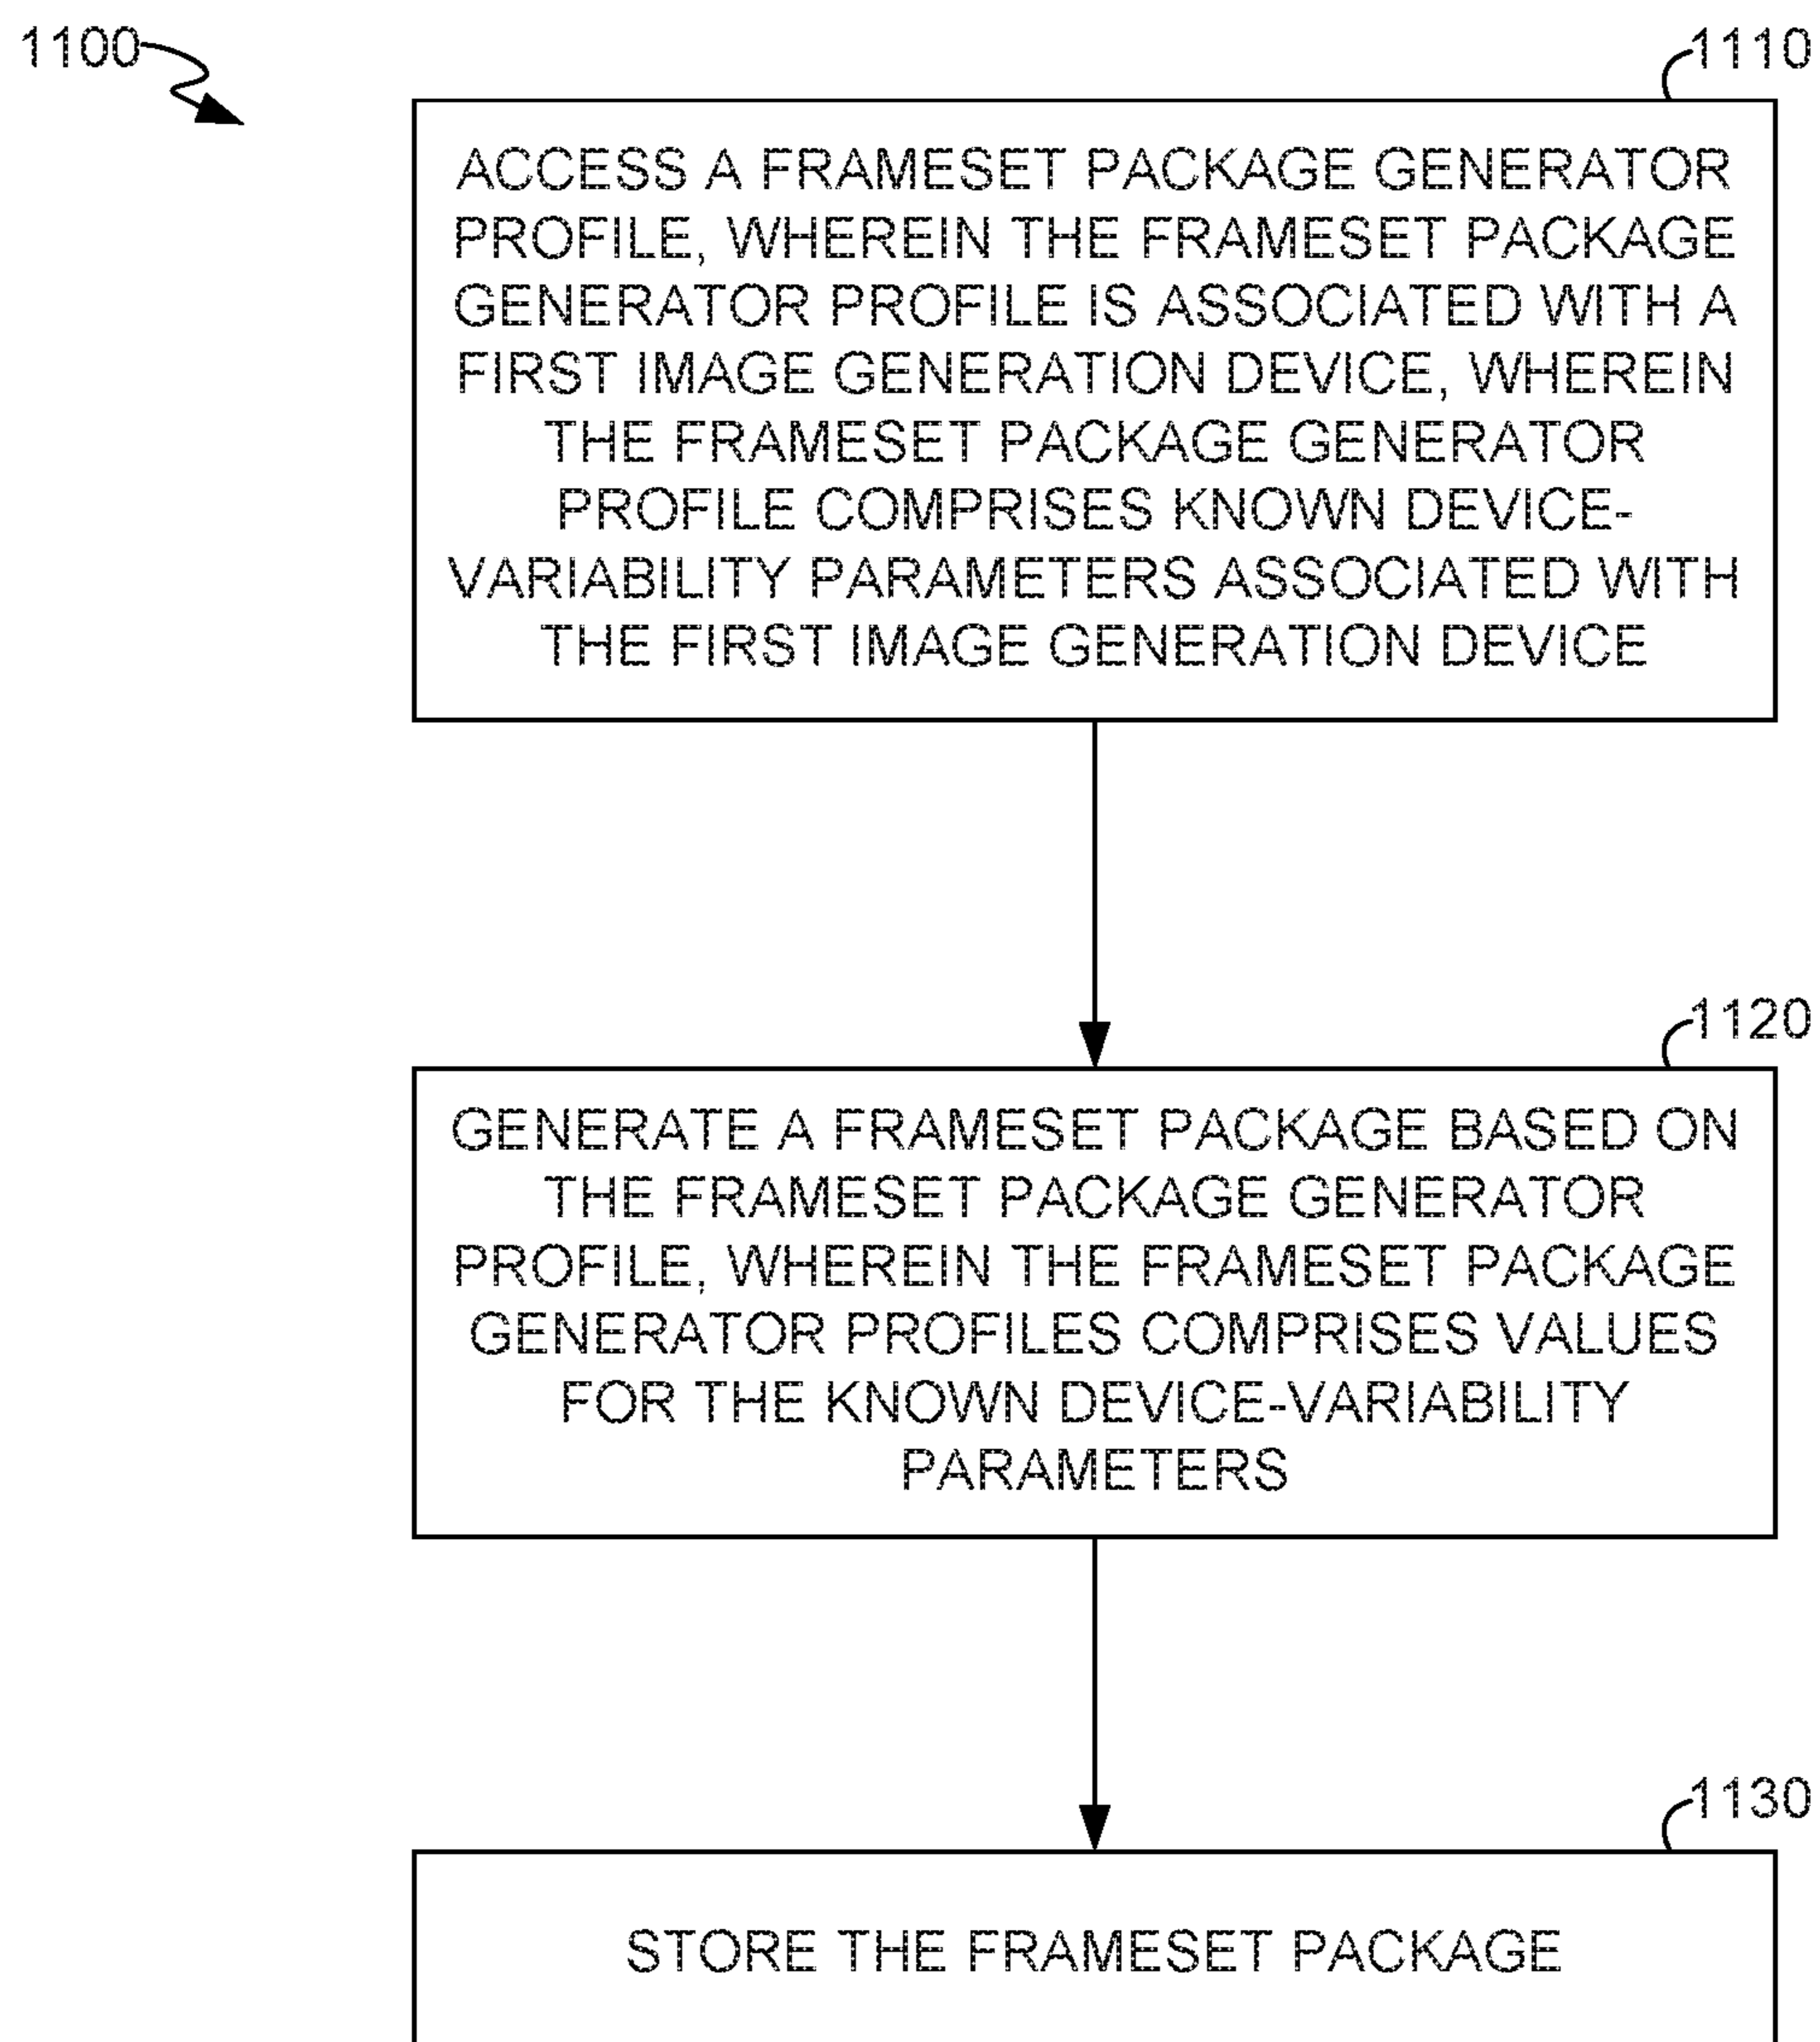 1100
1110
ACCESS A FRAMESET PACKAGE GENERATOR
PROFILE, WHEREIN THE FRAMESET PACKAGE
GENERATOR PROFILE IS ASSOCIATED WITH A
FIRST IMAGE GENERATION DEVICE, WHEREIN
THE FRAMESET PACKAGE GENERATOR
PROFILE COMPRISES KNOWN DEVICE-
VARIABILITY PARAMETERS ASSOCIATED WITH
THE FIRST IMAGE GENERATION DEVICE
1120
GENERATE A FRAMESET PACKAGE BASED ON
THE FRAMESET PACKAGE GENERATOR
PROFILE, WHEREIN THE FRAMESET PACKAGE
GENERATOR PROFILES COMPRISES VALUES
FOR THE KNOWN DEVICE-VARIABILITY
PARAMETERS
1130
STORE THE FRAMESET PACKAGE